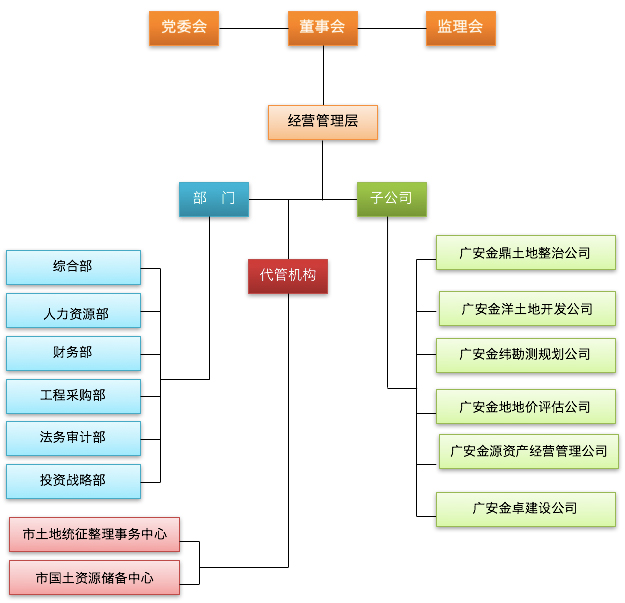 党委会
董事会
监理会
经营管理层
部 门
子公司
代管机构
综合部
人力资源部
财务部
工程采购部
法务审计部
投资战略部
市土地统征整理事务中心
市国土资源储备中心
广安金鼎土地整治公司
广安金洋土地开发公司
广安金纬勘测规划公司
广安金地地价评估公司
广安金源资产经营管理公司
广安金卓建设公司